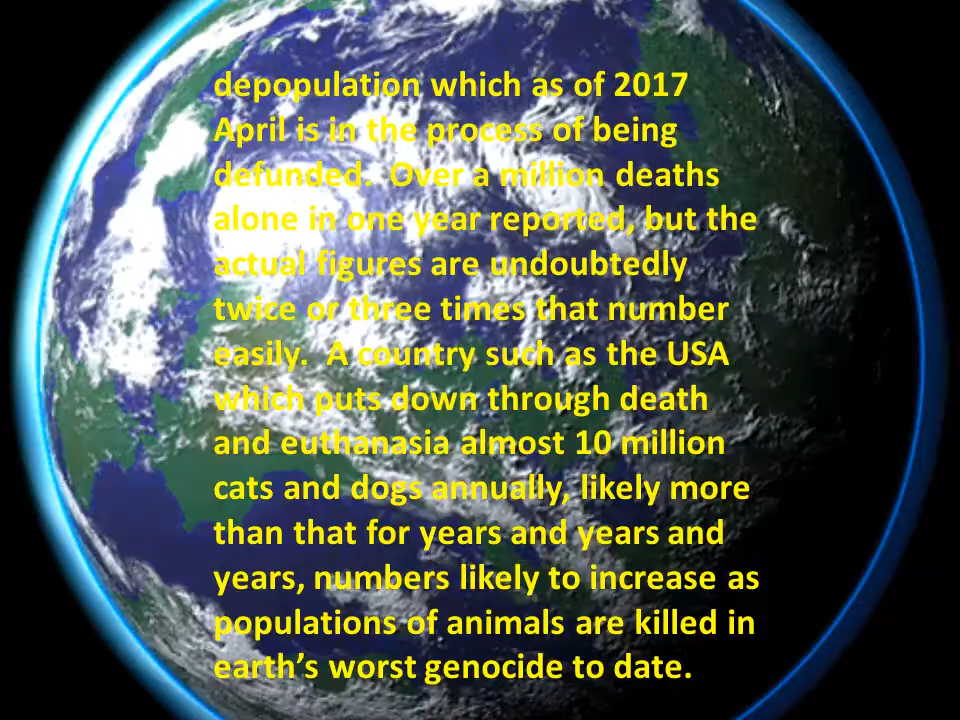 depopulation which as of 2017
April is in the process of being
defunded.  Over a million deaths
alone in one year reported, but the
actual figures are undoubtedly
twice or three times that number
easily.  A country such as the USA
which puts down through death
and euthanasia almost 10 million
cats and dogs annually, likely more
than that for years and years and
years, numbers likely to increase as
populations of animals are killed in
earth’s worst genocide to date.